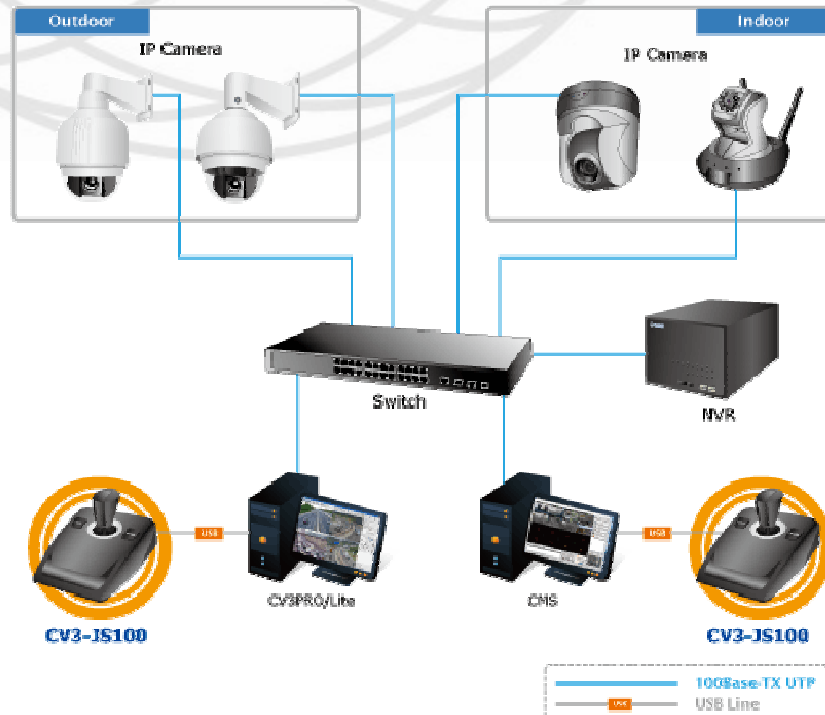 Outdoor
Indoor
IP Camera
IP Camera
Switch
NVR
USB
USB
CV3PRO/Lite
CMS
CV3-JS100
CV3-JS100
100Base-TX UTP
USB
USB Line